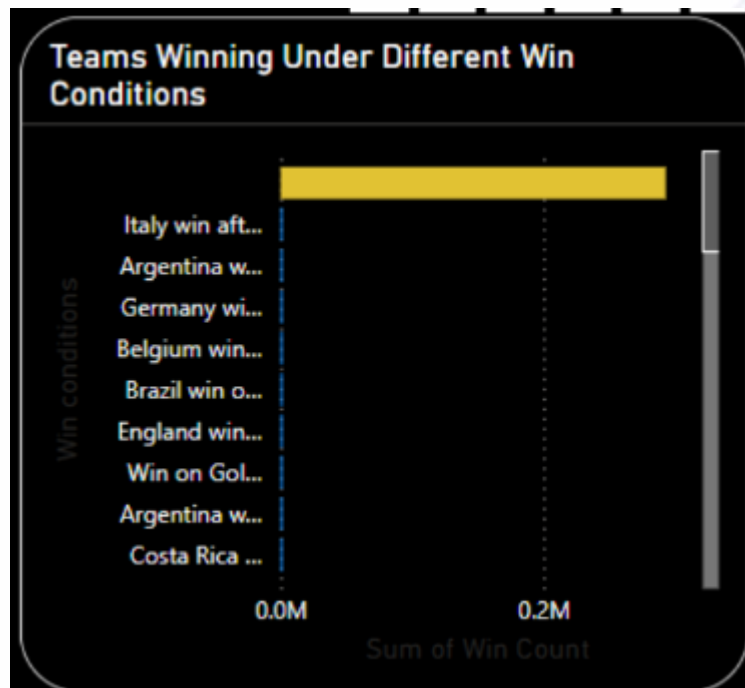 Teams Winning Under Different Win
Conditions
Win conditions
Italy win aft...
Argentina w...
Germany wi...
Belgium win...
Brazil win o...
England win...
Win on Gol...
Argentina w...
Costa Rica ...
0.0M
0.2M
Sum of Win Count